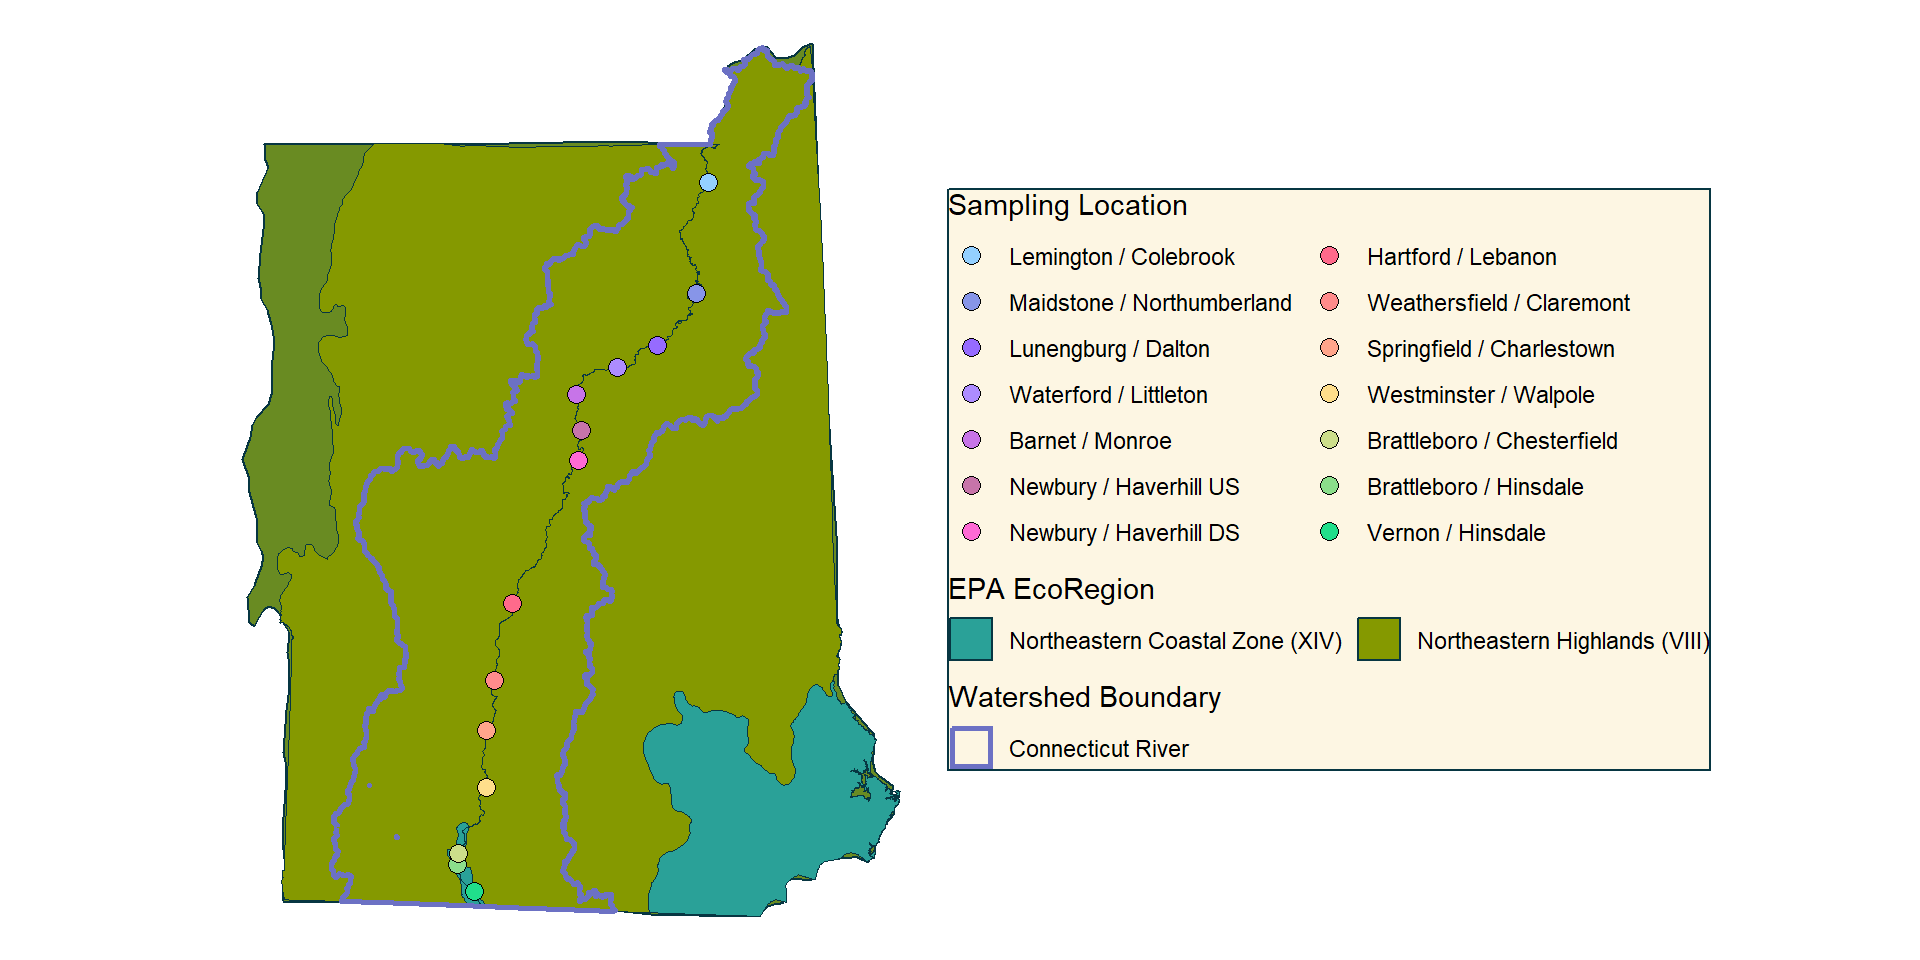 Sampling Location
Lemington / Colebrook
Hartford / Lebanon
Maidstone / Northumberland
Weathersfield / Claremont
Lunengburg / Dalton
Springfield / Charlestown
Waterford / Littleton
Westminster / Walpole
Barnet / Monroe
Brattleboro / Chesterfield
Newbury / Haverhill US
Brattleboro / Hinsdale
Newbury / Haverhill DS
Vernon / Hinsdale
EPA EcoRegion
Northeastern Coastal Zone (XIV)
Northeastern Highlands (VIII)
Watershed Boundary
Connecticut River